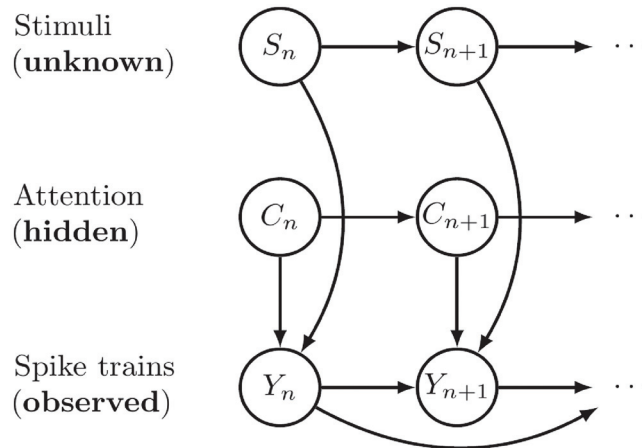 Stimuli
(unknown)
S_n
S_{n+1}
..
Attention
(hidden)
C_n
C_{n+1}
..
Spike trains
(observed)
Y_n
Y_{n+1}
..